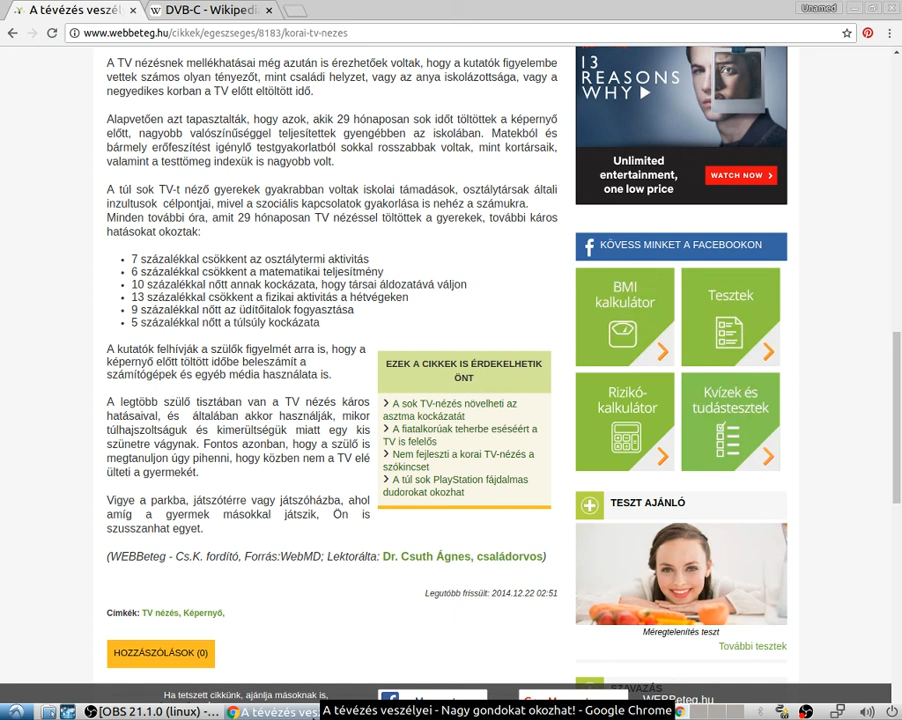 A tévézés veszél
DVB-C - Wikipedi
Unamed
www.webbeteg.hu/cikkek/egeszseges/8183/korai-tv-nezes
A TV nézésnek mellékhatásai még azután is érezhetőek voltak, hogy a kutatók figyelembe
vettek számos olyan tényezőt, mint családi helyzet, vagy az anya iskolázottsága, vagy a
negyedikes korban a TV előtt eltöltött idő.
Alapvetően azt tapasztalták, hogy azok, akik 29 hónaposan sok időt töltöttek a képernyő
előtt, nagyobb valószínűséggel teljesítettek gyengébben az iskolában. Matekból és
bármely erőfeszítést igénylő testgyakorlatból sokkal rosszabbak voltak, mint kortársaik,
valamint a testtömeg indexük is nagyobb volt.
A túl sok TV-t néző gyerekek gyakrabban voltak iskolai támadások, osztálytársak általi
inzultusok célpontjai, mivel a szociális kapcsolatok gyakorlása is nehéz a számukra.
Minden további óra, amit 29 hónaposan TV nézéssel töltöttek a gyerekek, további káros
hatásokat okoztak:
7 százalékkal csökkent az osztálytermi aktivitás
6 százalékkal csökkent a matematikai teljesítmény
10 százalékkal nőtt annak kockázata, hogy társai áldozatává váljon
13 százalékkal csökkent a fizikai aktivitás a hétvégeken
9 százalékkal nőtt az üdítőitalok fogyasztása
5 százalékkal nőtt a túlsúly kockázata
A kutatók felhívják a szülők figyelmét arra is, hogy a
képernyő előtt töltött időbe beleszámít a
számítógépek és egyéb média használata is.
A legtöbb szülő tisztában van a TV nézés káros
hatásaival, és általában akkor használják, mikor
túlhajszoltságuk és kimerültségük miatt egy kis
szünetre vágynak. Fontos azonban, hogy a szülő is
megtanuljon úgy pihenni, hogy közben nem a TV elé
ülteti a gyermekét.
Vigye a parkba, játszótérre vagy játszóházba, ahol
amíg a gyermek másokkal játszik, Ön is
szusszanhat egyet.
EZEK A CIKKEK IS ÉRDEKELHETIK
ÖNT
A sok TV-nézés növelheti az
asztma kockázatát
A fiatalkorúak teherbe eséséért a
TV is felelős
Nem fejleszti a korai TV-nézés a
szókincset
A túl sok PlayStation fájdalmas
dudorokat okozhat
(WEBBeteg - Cs.K. fordító, Forrás:WebMD; Lektorálta: Dr. Csuth Ágnes, családorvos)
Legutóbb frissült: 2014.12.22 02:51
Címkék: TV nézés, Képernyő,
HOZZÁSZÓLÁSOK (0)
13
REASONS
WHY
Unlimited
entertainment,
one low price
WATCH NOW
KÖVESS MINKET A FACEBOOKON
BMI
kalkulátor
Tesztek
Rizikó-
kalkulátor
Kvízek és
tudástesztek
TESZT AJÁNLÓ
Méregtelenítés teszt
További tesztek
SZAVAZÁS
WEBBeteg.hu
Ha tetszett cikkünk, ajánlja másoknak is,
[OBS 21.1.0 (linux) -...
A tévézés vesz
A tévézés veszélyei - Nagy gondokat okozhat! - Google Chrome